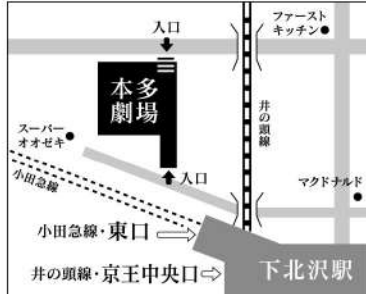 入口
ファースト
キッチン
本多
劇場
井の頭線
スーパー
オオゼキ
小田急線
入口
マクドナルド
小田急線・東口
下北沢駅
井の頭線・京王中央口